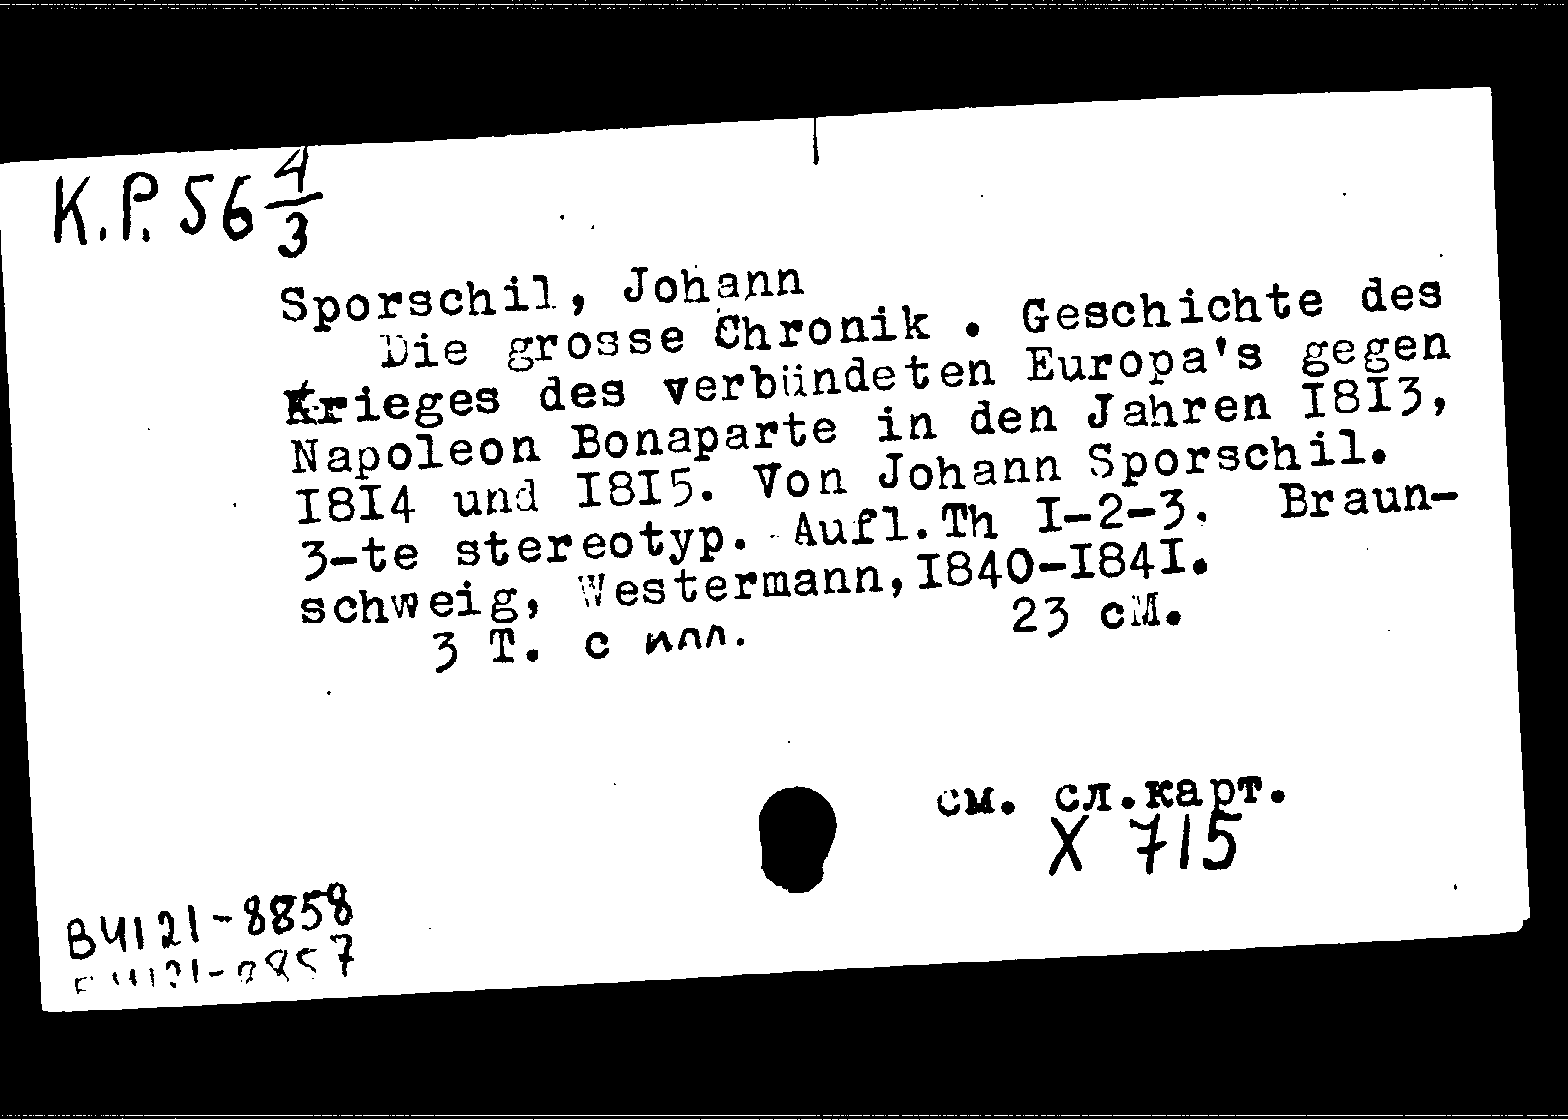 К.Р. 56 4/3
Sporschil, Johann
Die grosse Chronik . Geschichte des
Krieges des verbündeten Europa's gegen
Napoleon Bonaparte in den Jahren I8I3,
I8I4 und I8I5. Von Johann Sporschil.
3-te stereotyp. Aufl.Th I-2-3. Braun-
schweig, Westermann,I840-I84I.
3 Т. с илл. 23 см.
см. сл.карт.
X 715
ВЧ121-8858